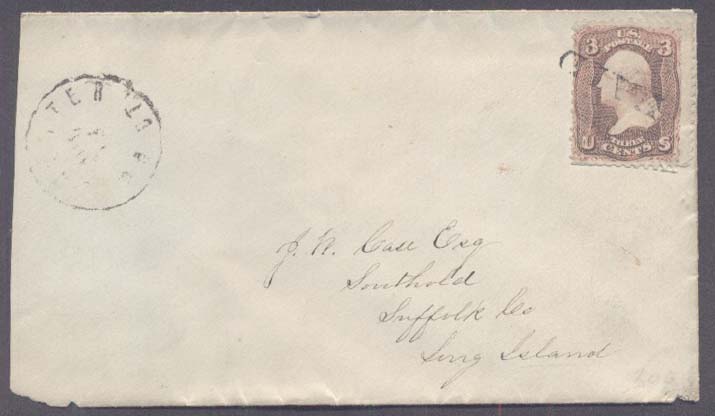 3 U.S. POSTAGE 3
U THREE CENTS S
J. N. Case Esq
Southold
Suffolk Co
Long Island